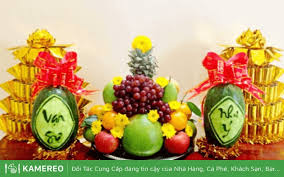 Vạn
Sự
Như
Ý
KAMEREO
Đối Tác Cung Cấp đáng tin cậy của Nhà Hàng, Cà Phê, Khách Sạn, Bar...